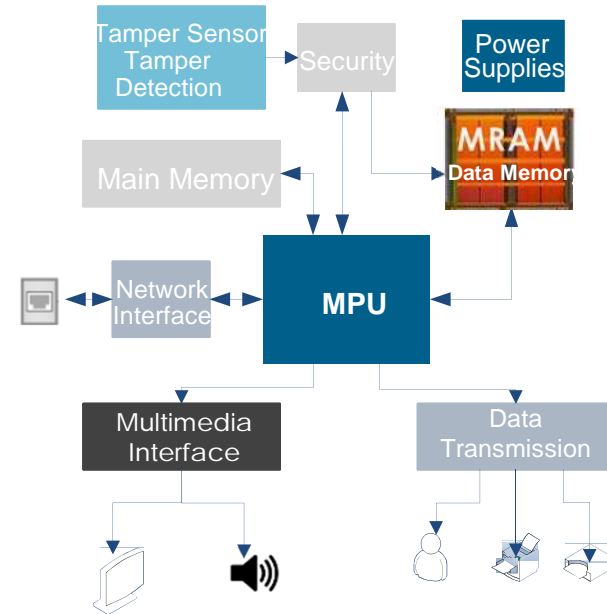 Tamper Sensor
Tamper
Detection
Security
Power
Supplies
MRAM
Data Memory
Main Memory
Network
Interface
MPU
Multimedia
Interface
Data
Transmission